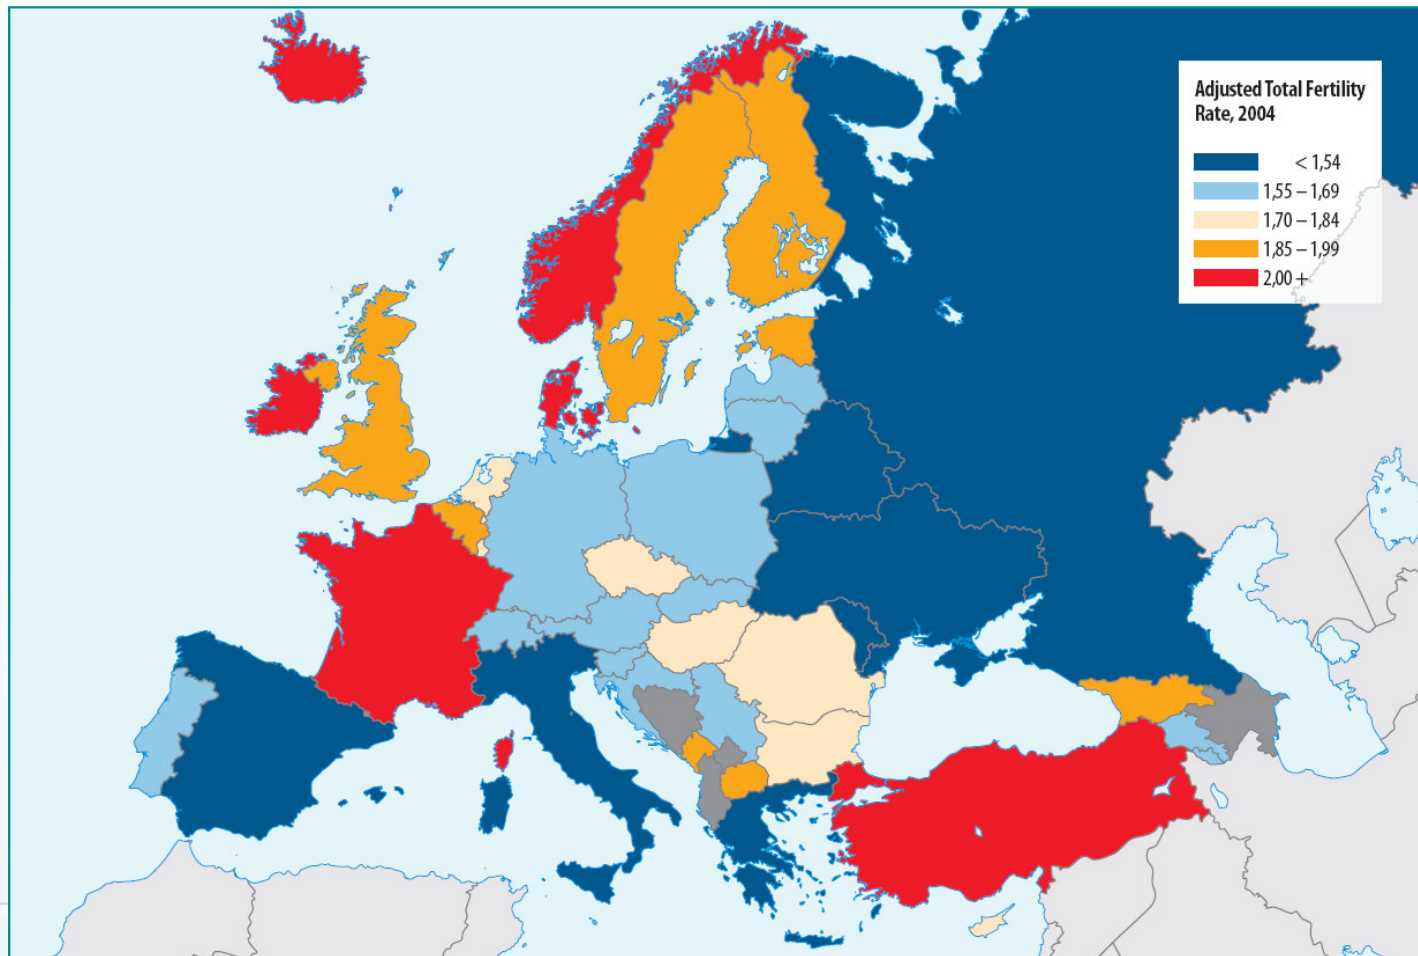 Adjusted Total Fertility
Rate, 2004
< 1,54
1,55 – 1,69
1,70 – 1,84
1,85 – 1,99
2,00 +